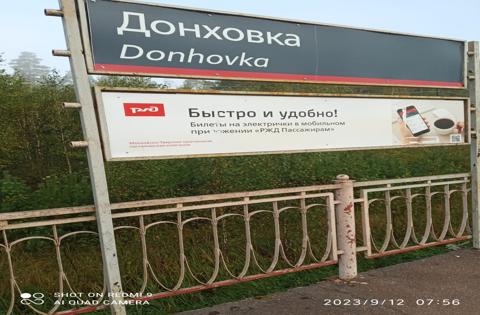 Донховка
Donhovka
РЖД
Быстро и удобно!
Билеты на электрички в мобильном
приложении «РЖД Пассажирам»
SHOT ON REDMI 9
AI QUAD CAMERA
2023/9/12 07:56